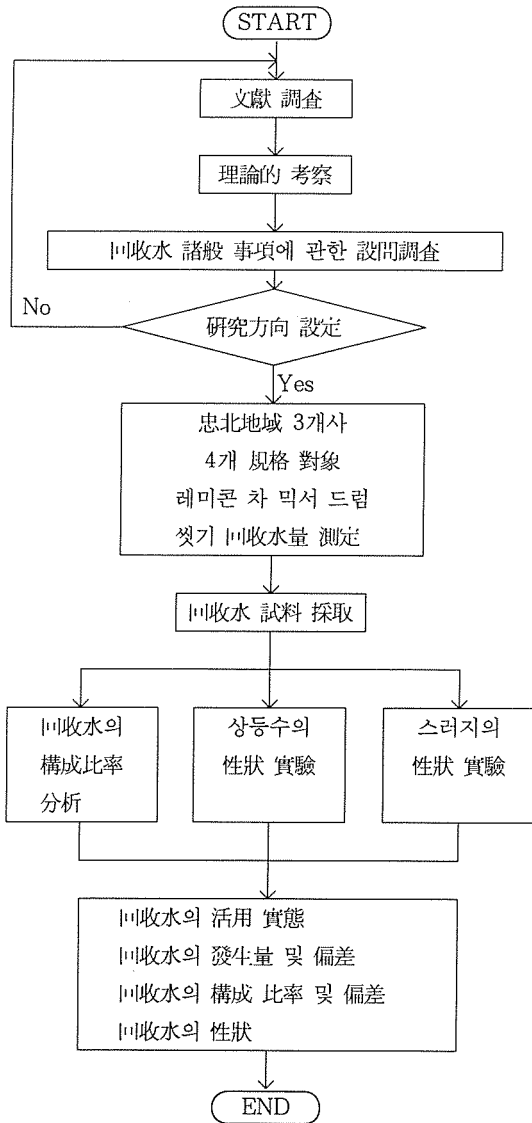 START
文獻 調査
理論的 考察
回收水 諸般 事項에 관한 設問調査
No
硏究方向 設定
Yes
忠北地域 3개사
4개 規格 對象
레미콘 차 믹서 드럼
씻기 回收水量 測定
回收水 試料 採取
回收水의
構成比率
分析
상등수의
性狀 實驗
스러지의
性狀 實驗
回收水의 活用 實態
回收水의 發生量 및 偏差
回收水의 構成 比率 및 偏差
回收水의 性狀
END